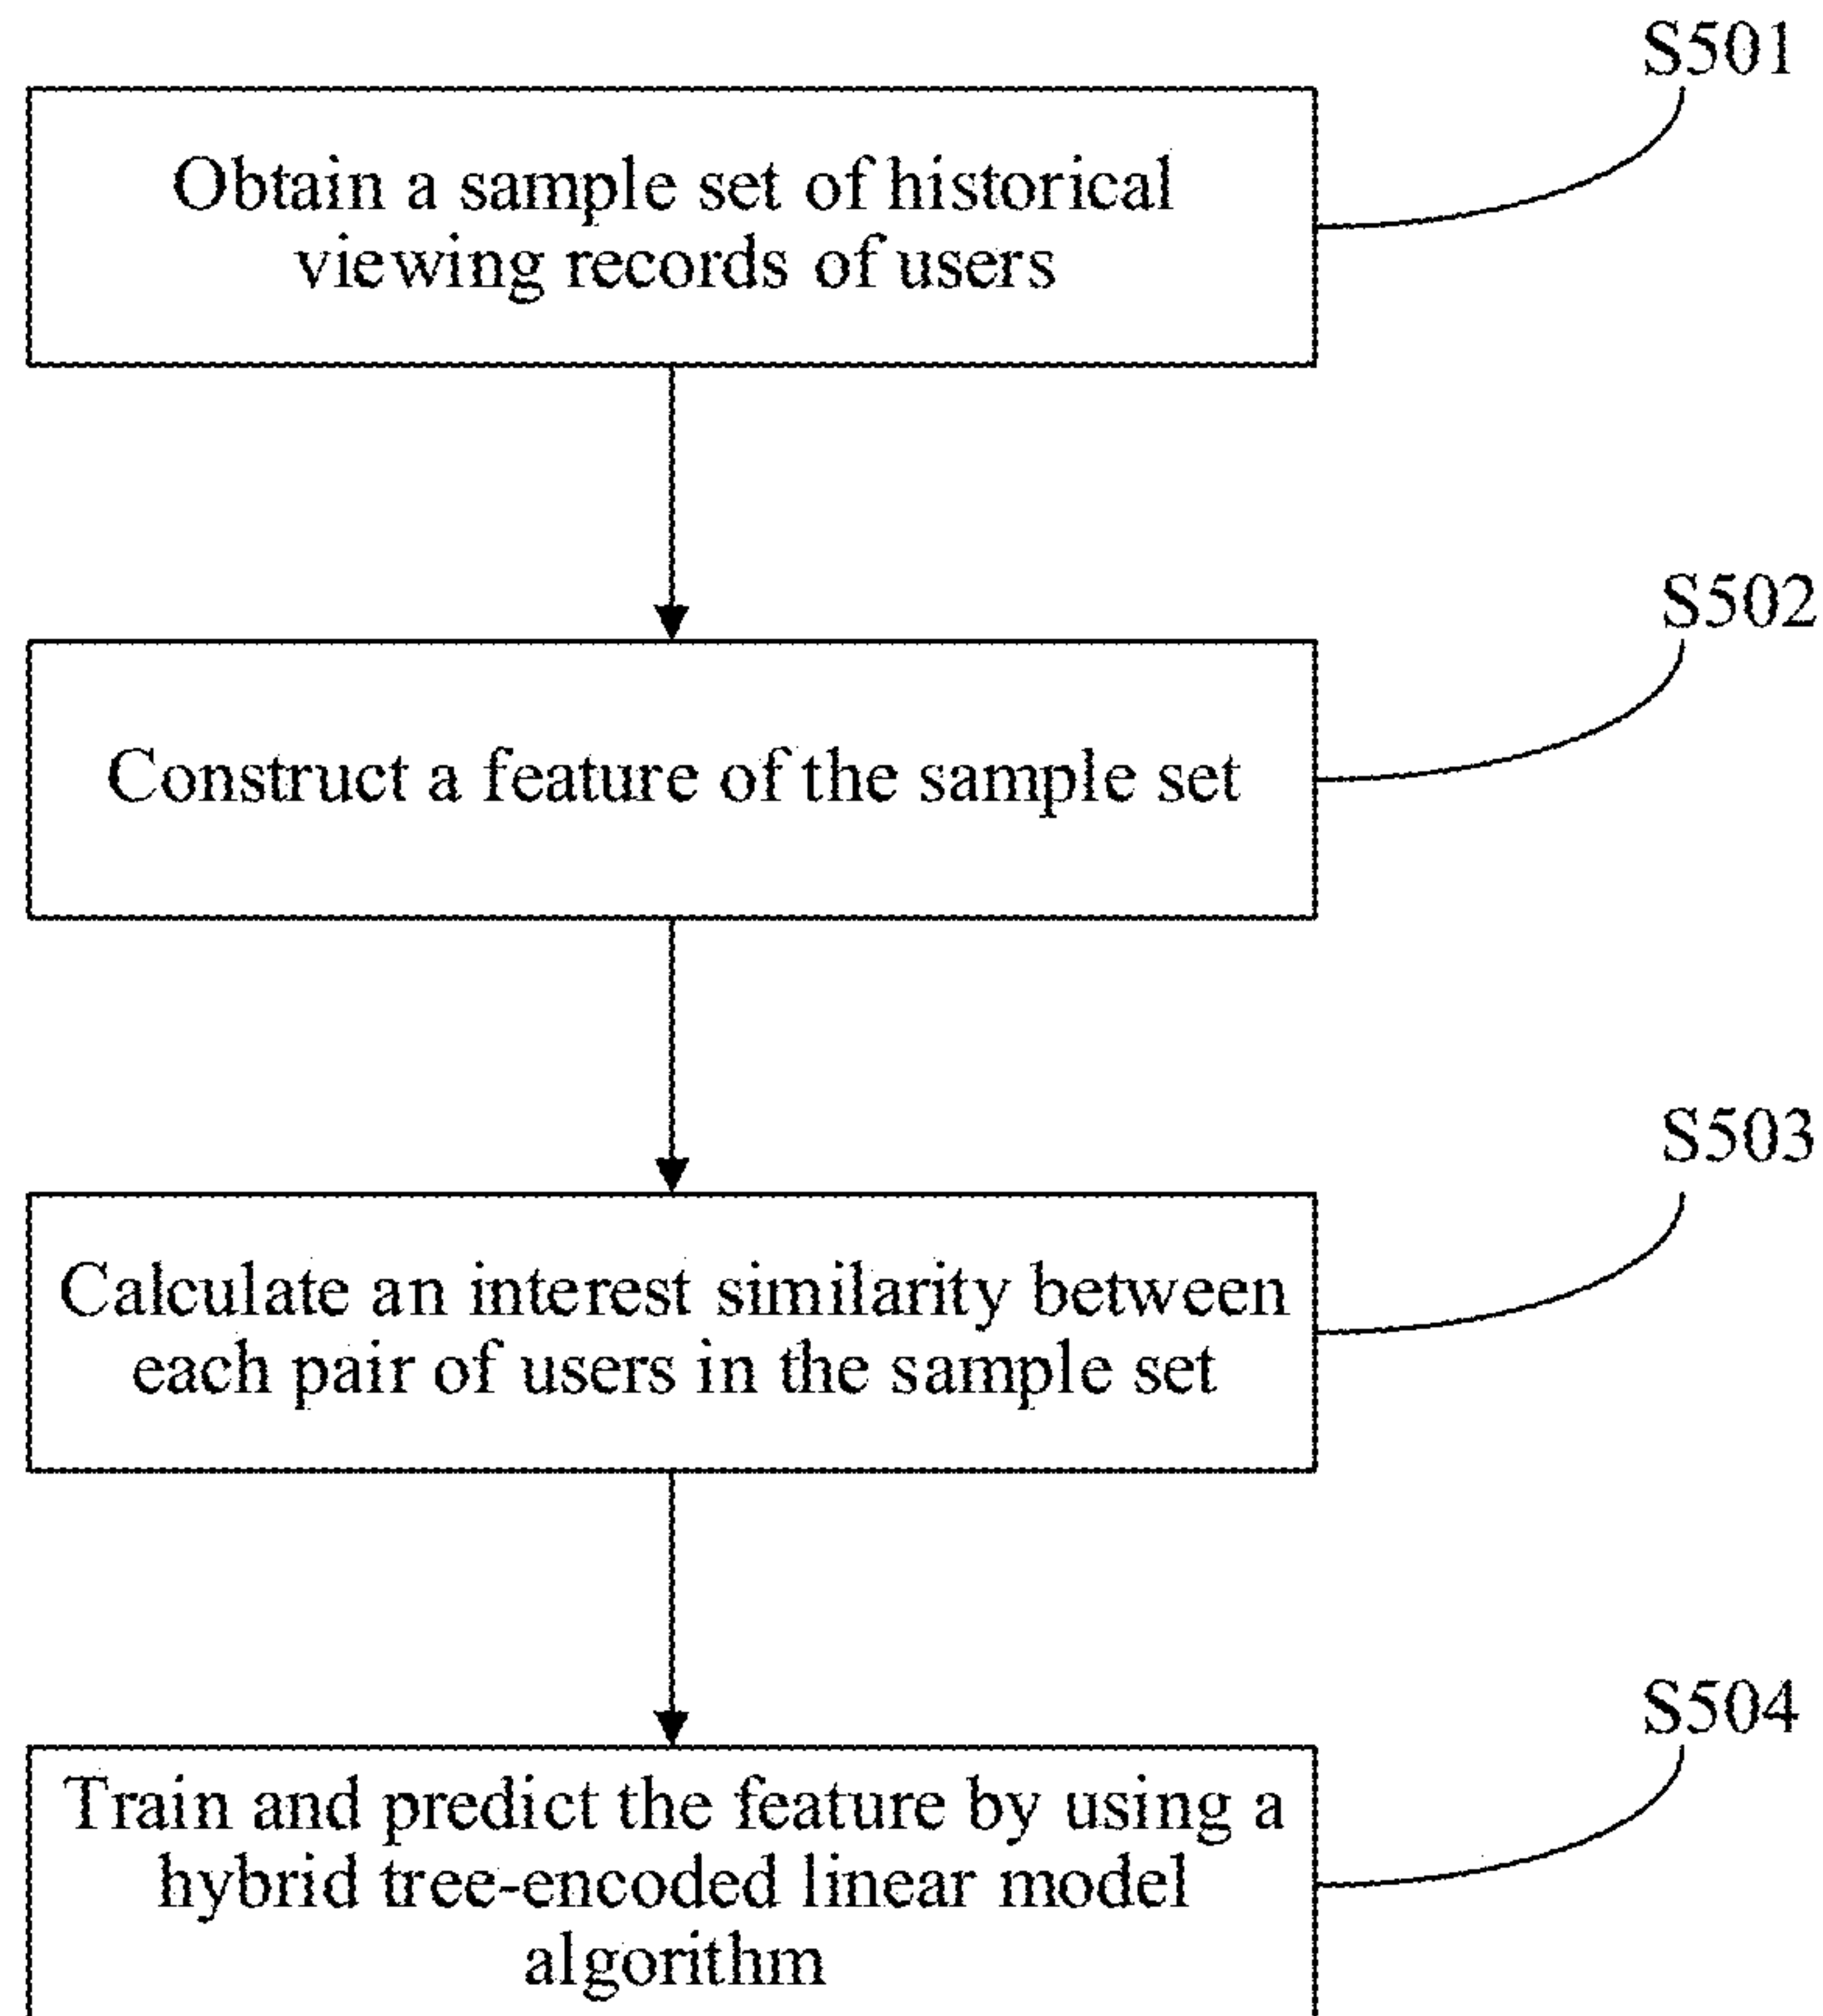 S501
Obtain a sample set of historical
viewing records of users
S502
Construct a feature of the sample set
S503
Calculate an interest similarity between
each pair of users in the sample set
S504
Train and predict the feature by using a
hybrid tree-encoded linear model
algorithm